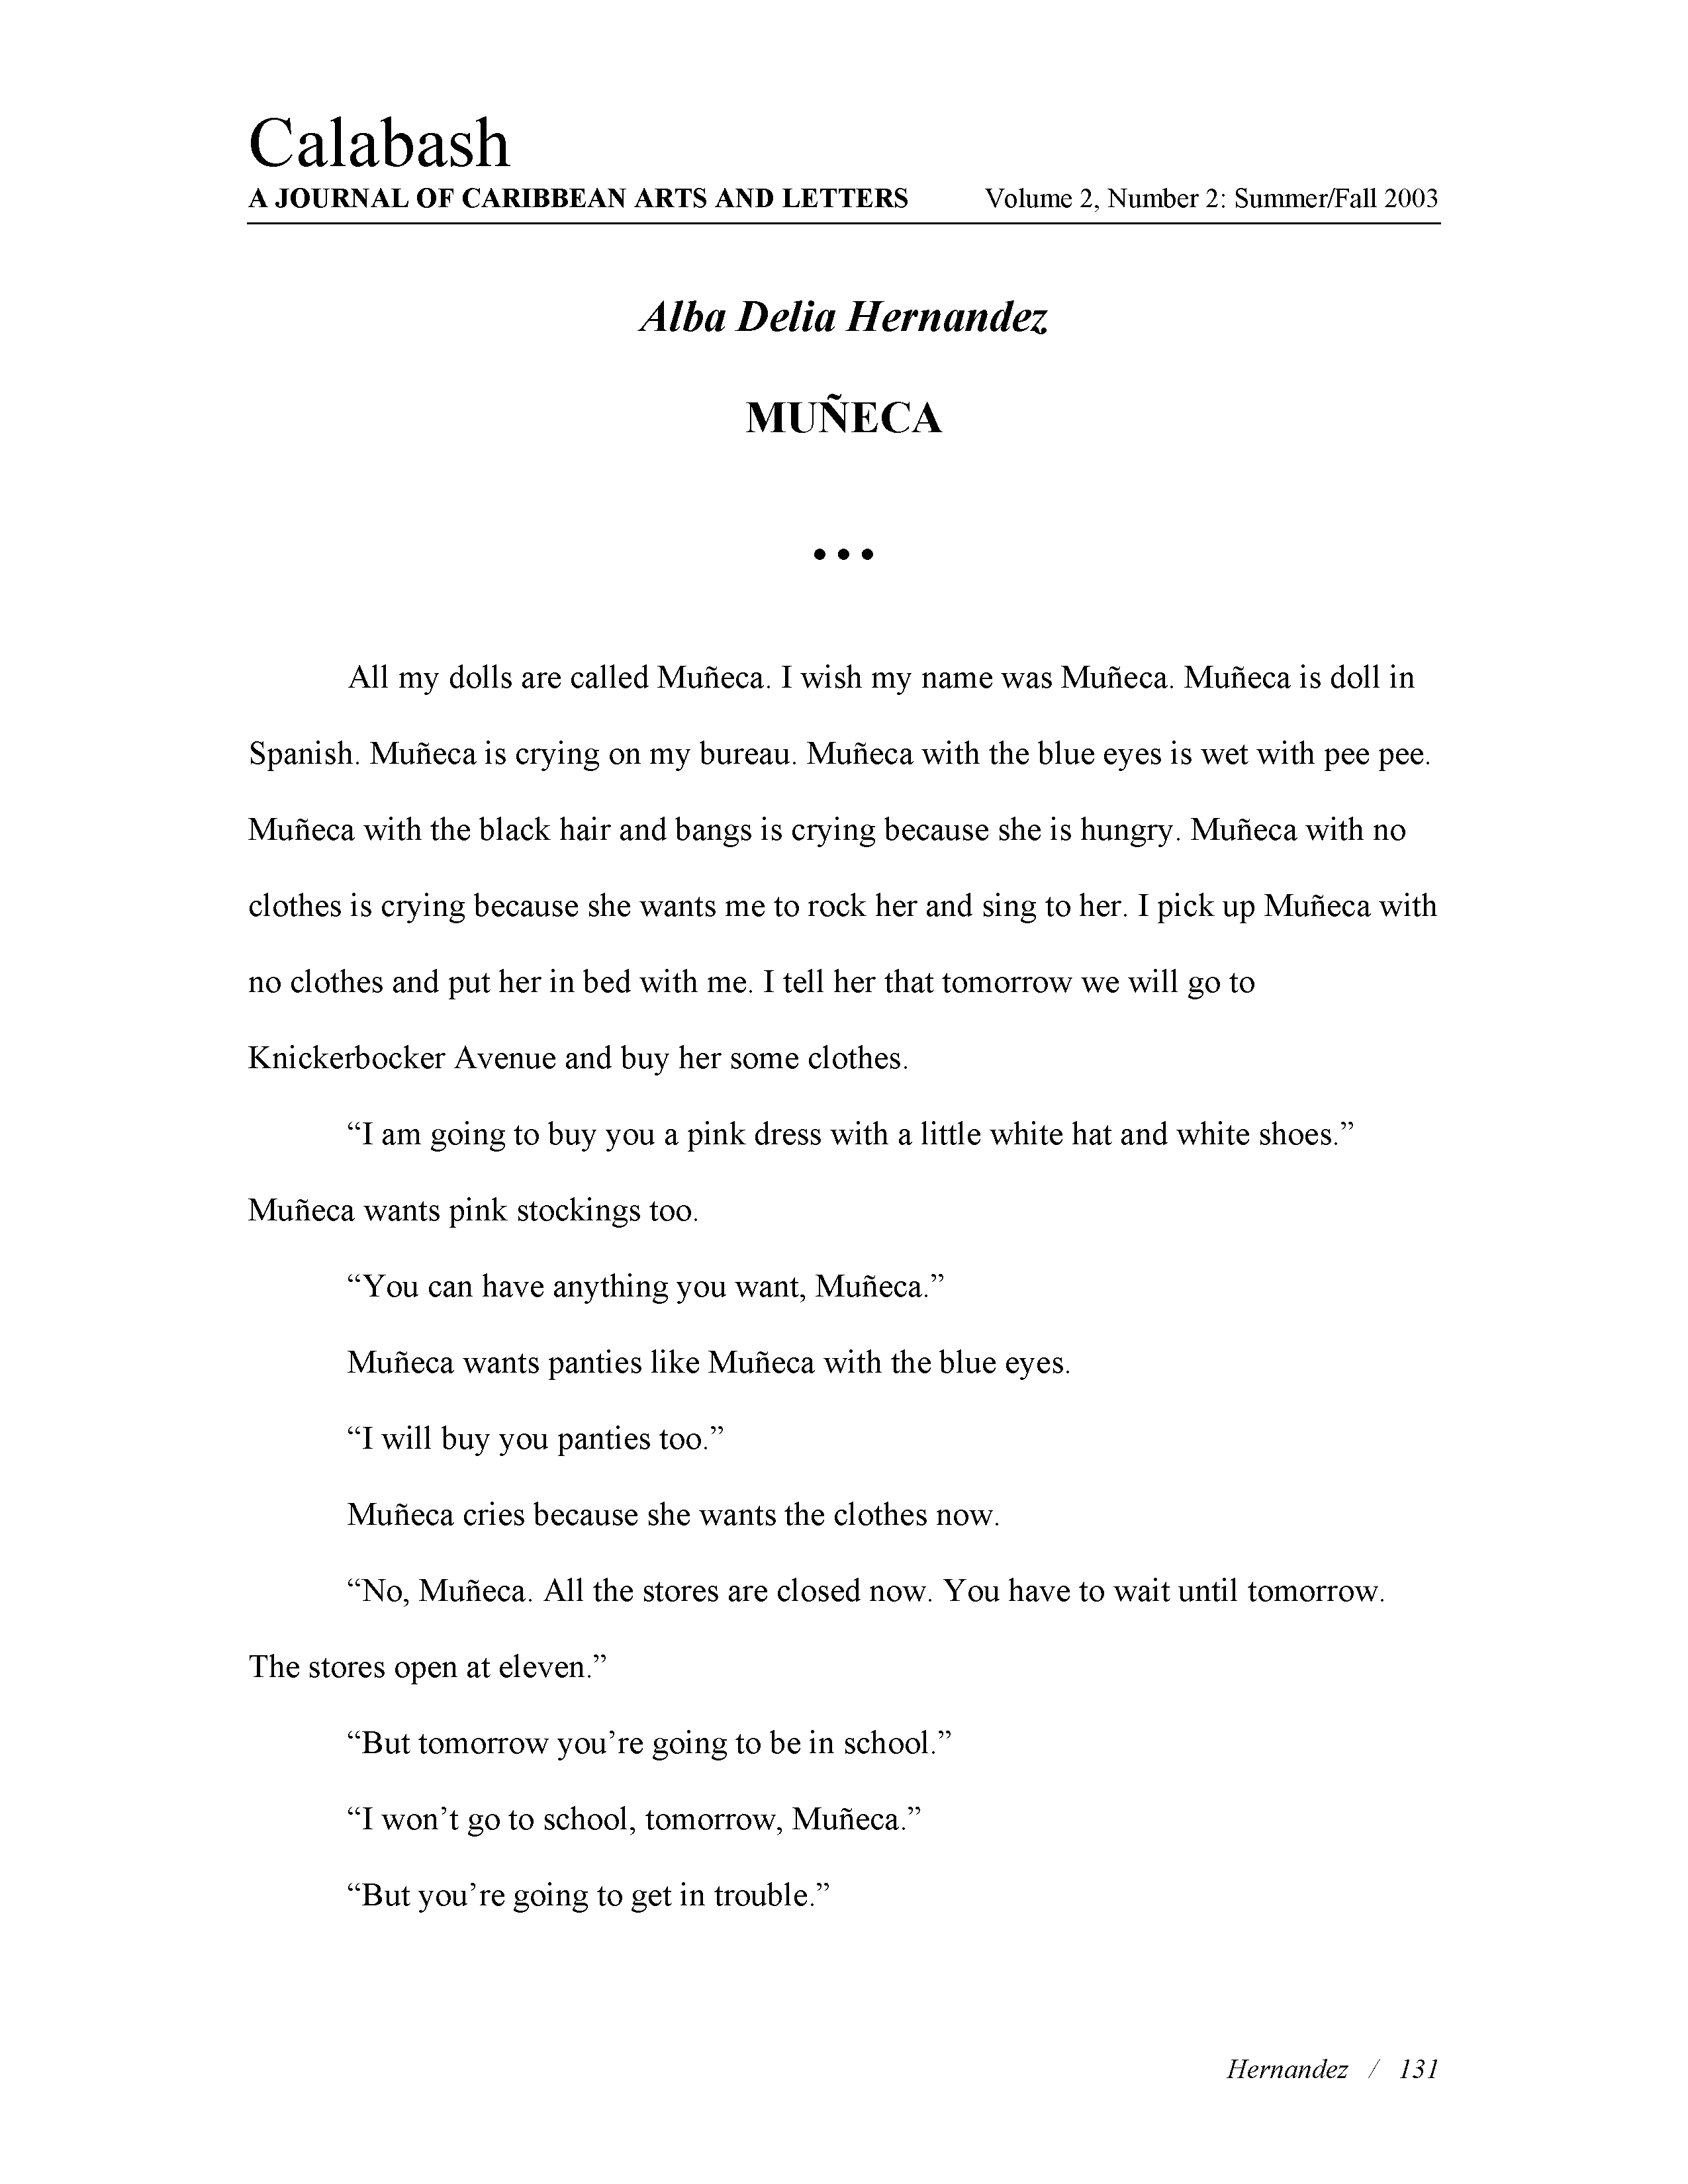 Calabash
A JOURNAL OF CARIBBEAN ARTS AND LETTERS Volume 2, Number 2: Summer/Fall 2003
Alba Delia Hernandez
MUÑECA
• • •
All my dolls are called Muñeca. I wish my name was Muñeca. Muñeca is doll in
Spanish. Muñeca is crying on my bureau. Muñeca with the blue eyes is wet with pee pee.
Muñeca with the black hair and bangs is crying because she is hungry. Muñeca with no
clothes is crying because she wants me to rock her and sing to her. I pick up Muñeca with
no clothes and put her in bed with me. I tell her that tomorrow we will go to
Knickerbocker Avenue and buy her some clothes.
“I am going to buy you a pink dress with a little white hat and white shoes.”
Muñeca wants pink stockings too.
“You can have anything you want, Muñeca.”
Muñeca wants panties like Muñeca with the blue eyes.
“I will buy you panties too.”
Muñeca cries because she wants the clothes now.
“No, Muñeca. All the stores are closed now. You have to wait until tomorrow.
The stores open at eleven.”
“But tomorrow you’re going to be in school.”
“I won’t go to school, tomorrow, Muñeca.”
“But you’re going to get in trouble.”
Hernandez / 131